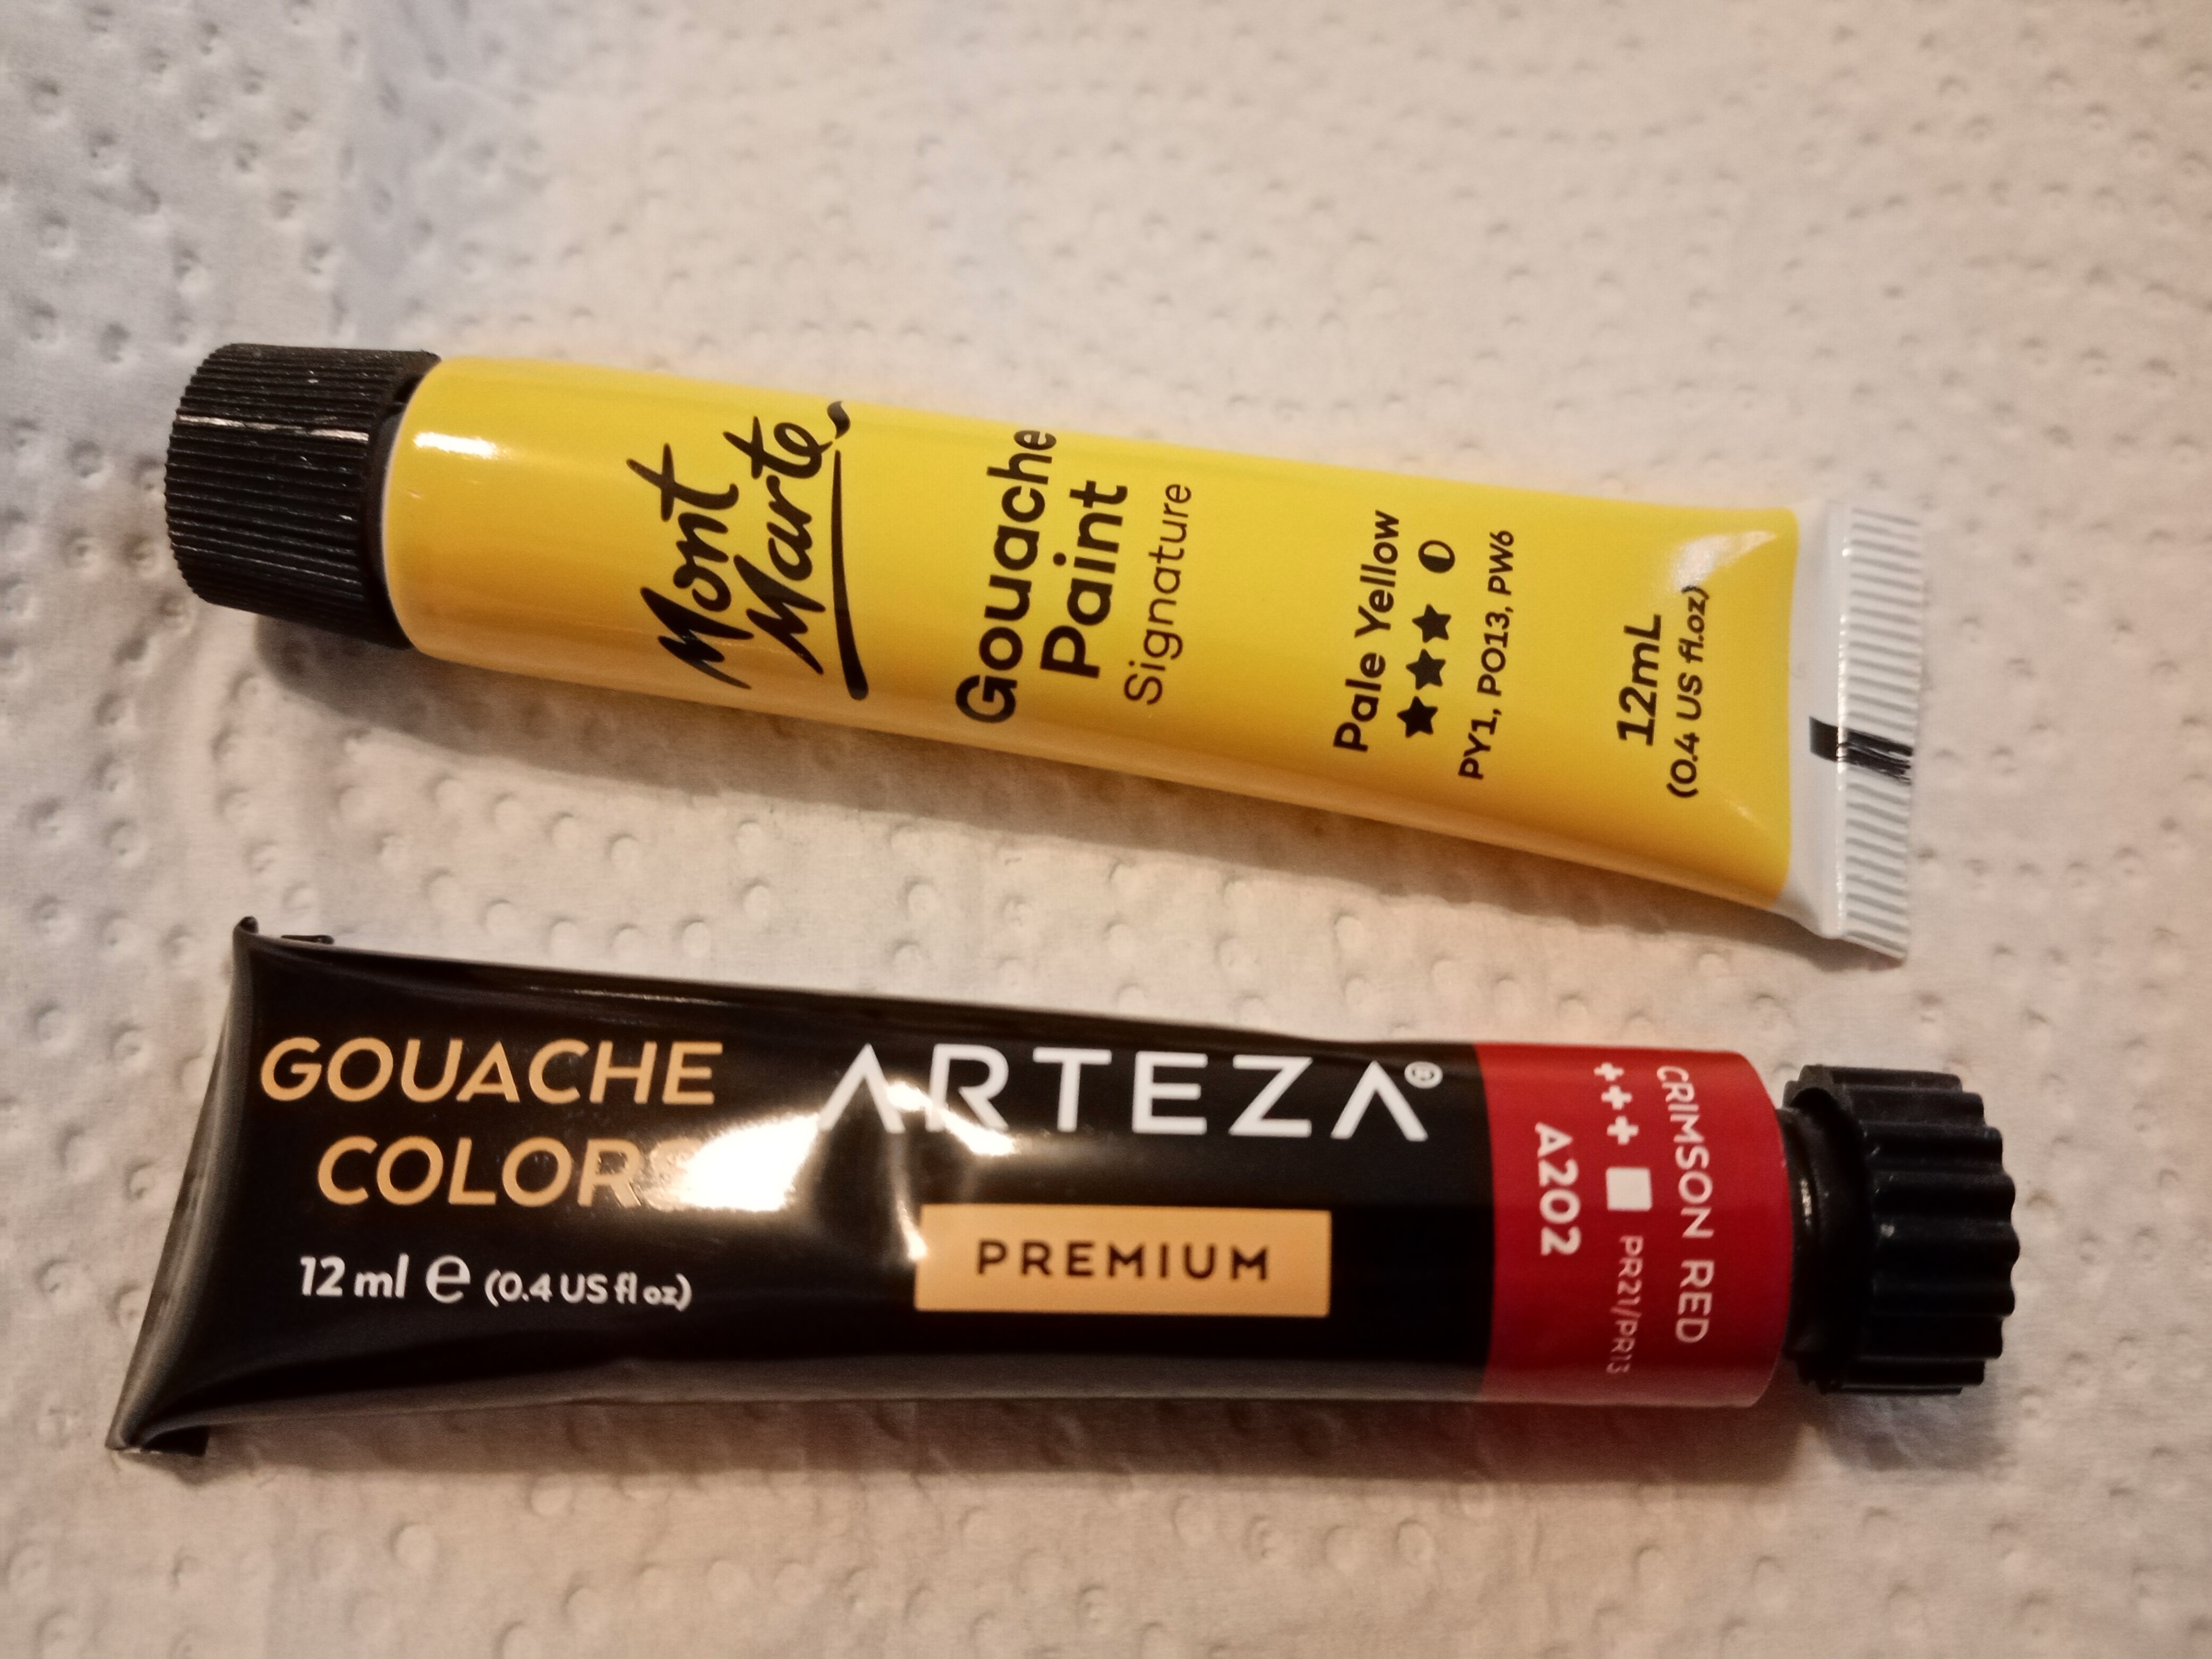 Mont
Marte
Gouache
Paint
Signature
Pale Yellow
★★★ ◐
PY1, PO13, PW6
12mL
(0.4 US fl.oz)
GOUACHE
COLORS
12 ml ℮ (0.4 US fl oz)
ARTEZA®
PREMIUM
CRIMSON RED
+++ ■ PR21/PR13
A202